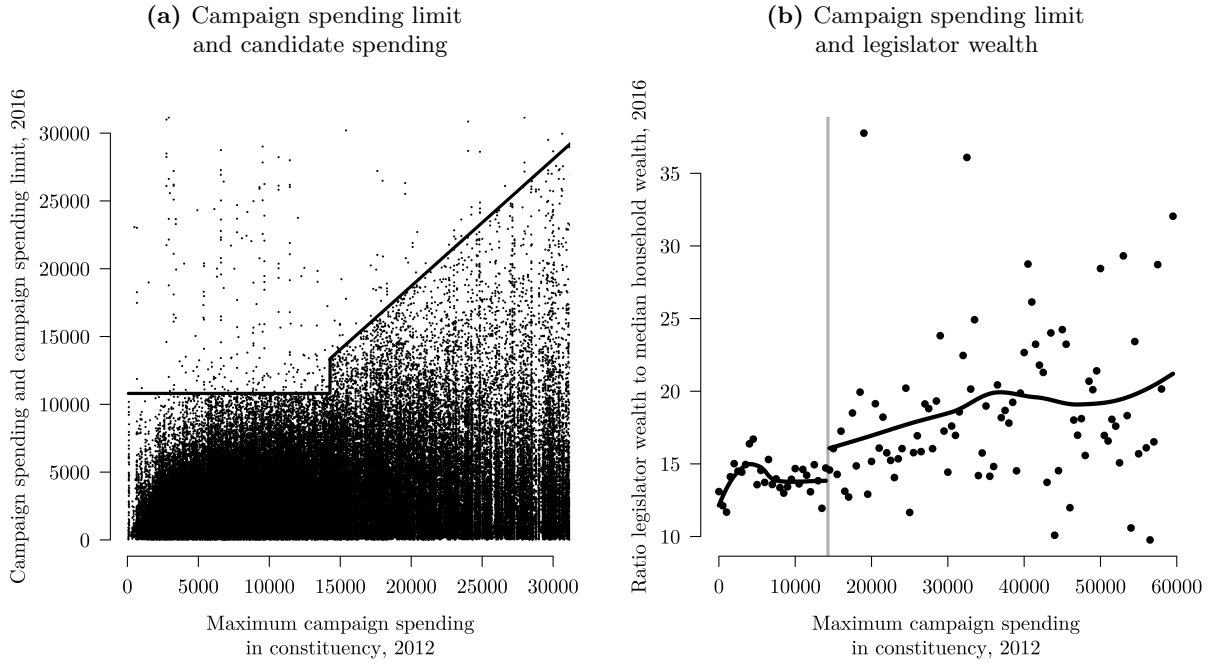 (a) Campaign spending limit
and candidate spending
Campaign spending and campaign spending limit, 2016
30000
25000
20000
15000
10000
5000
0
0 5000 10000 15000 20000 25000 30000
Maximum campaign spending
in constituency, 2012
(b) Campaign spending limit
and legislator wealth
Ratio legislator wealth to median household wealth, 2016
35
30
25
20
15
10
0 10000 20000 30000 40000 50000 60000
Maximum campaign spending
in constituency, 2012